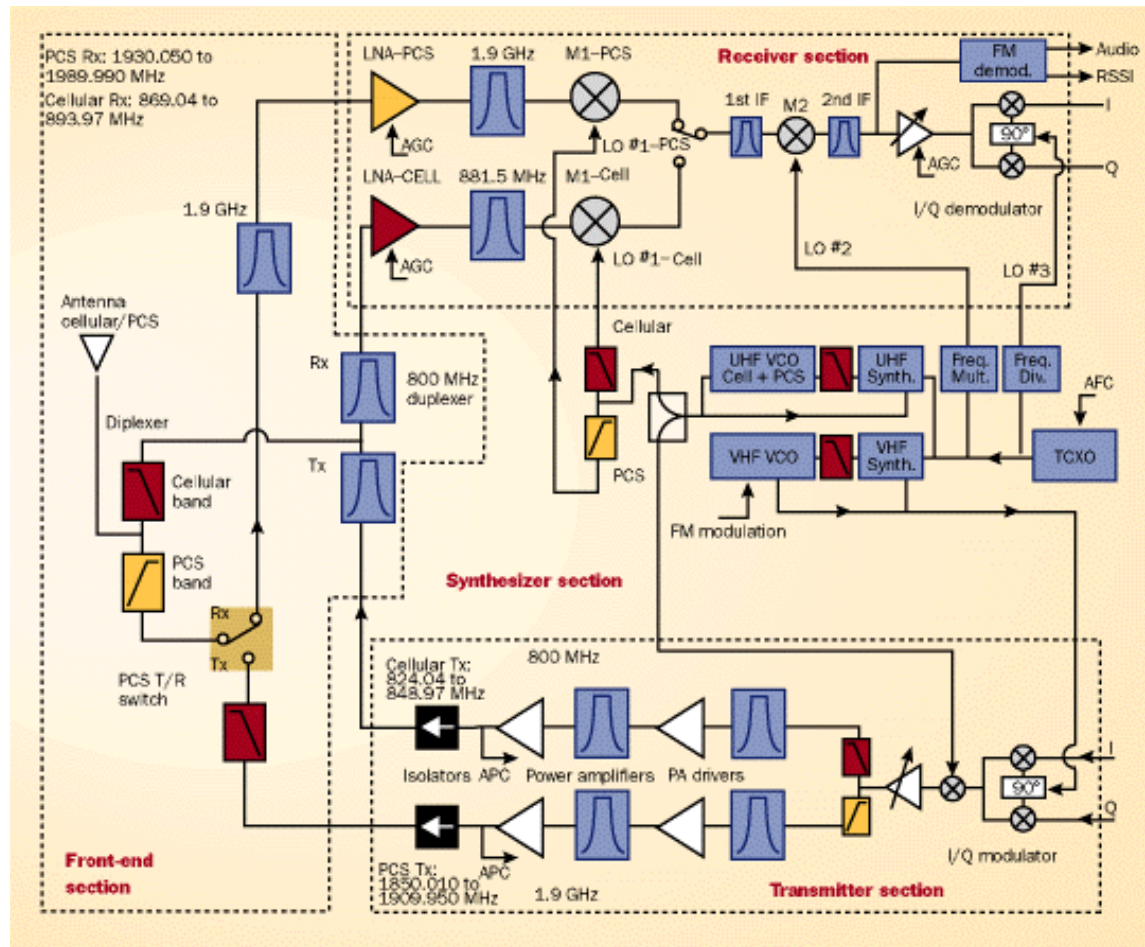 PCS Rx: 1930.050 to
1989.990 MHz
Cellular Rx: 869.04 to
893.97 MHz
LNA–PCS
1.9 GHz
M1–PCS
Receiver section
FM
demod.
Audio
RSSI
1st IF
M2
2nd IF
I
90°
Q
AGC
LO #1–PCS
AGC
LNA–CELL
881.5 MHz
M1–Cell
I/Q demodulator
1.9 GHz
AGC
LO #1–Cell
LO #2
LO #3
Antenna
cellular/PCS
Cellular
Rx
800 MHz
duplexer
UHF VCO
Cell + PCS
UHF
Synth.
Freq.
Mult.
Freq.
Div.
AFC
Diplexer
Tx
VHF VCO
VHF
Synth.
TCXO
Cellular
band
PCS
FM modulation
PCS
band
Synthesizer section
Rx
Tx
PCS T/R
switch
Cellular Tx:
824.04 to
848.97 MHz
800 MHz
Isolators
APC
Power amplifiers
PA drivers
I
90°
Q
I/Q modulator
Front-end
section
PCS Tx:
1850.010 to
1909.950 MHz
APC
1.9 GHz
Transmitter section